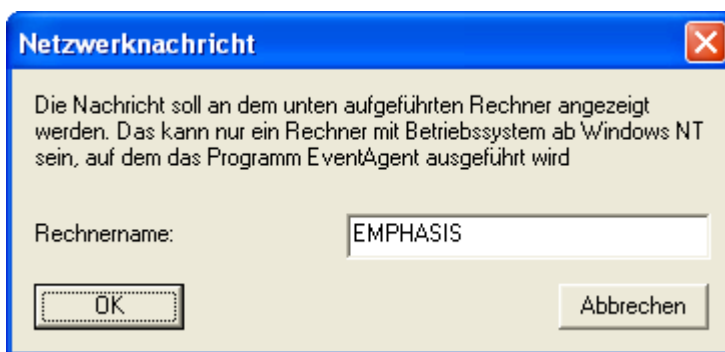 Netzwerknachricht
Die Nachricht soll an dem unten aufgeführten Rechner angezeigt
werden. Das kann nur ein Rechner mit Betriebssystem ab Windows NT
sein, auf dem das Programm EventAgent ausgeführt wird
Rechnername: EMPHASIS
OK Abbrechen